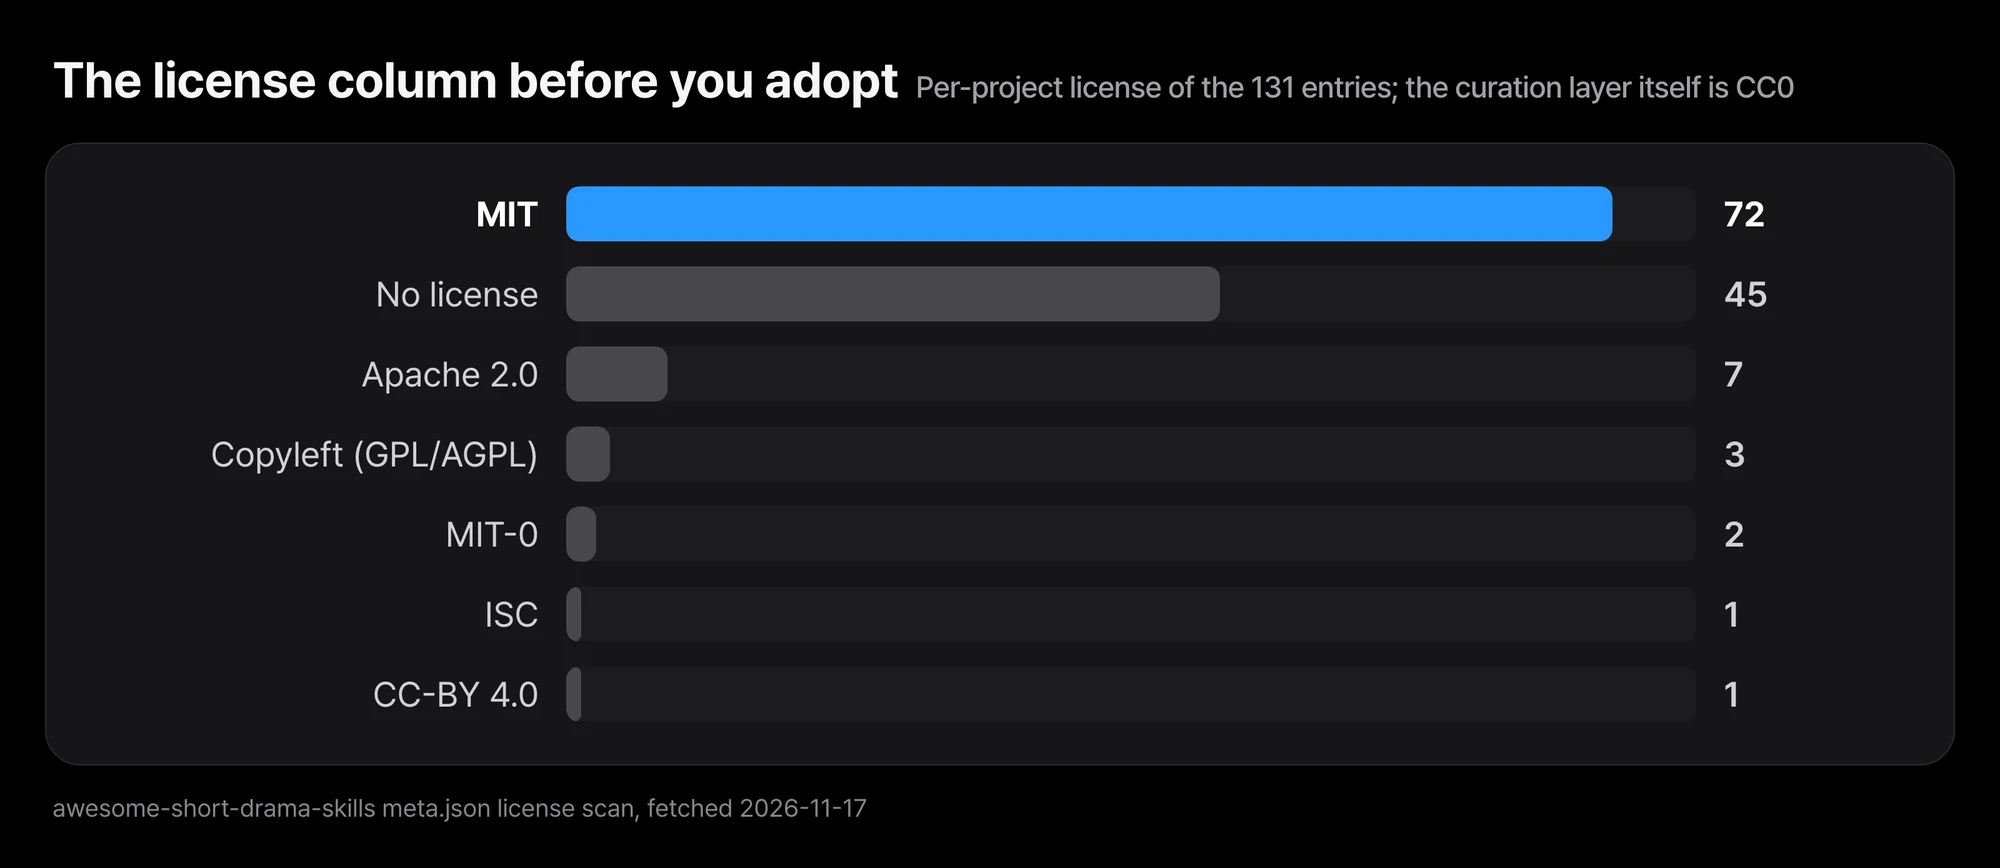 The license column before you adopt Per-project license of the 131 entries; the curation layer itself is CC0
MIT 72
No license 45
Apache 2.0 7
Copyleft (GPL/AGPL) 3
MIT-0 2
ISC 1
CC-BY 4.0 1
awesome-short-drama-skills meta.json license scan, fetched 2026-11-17